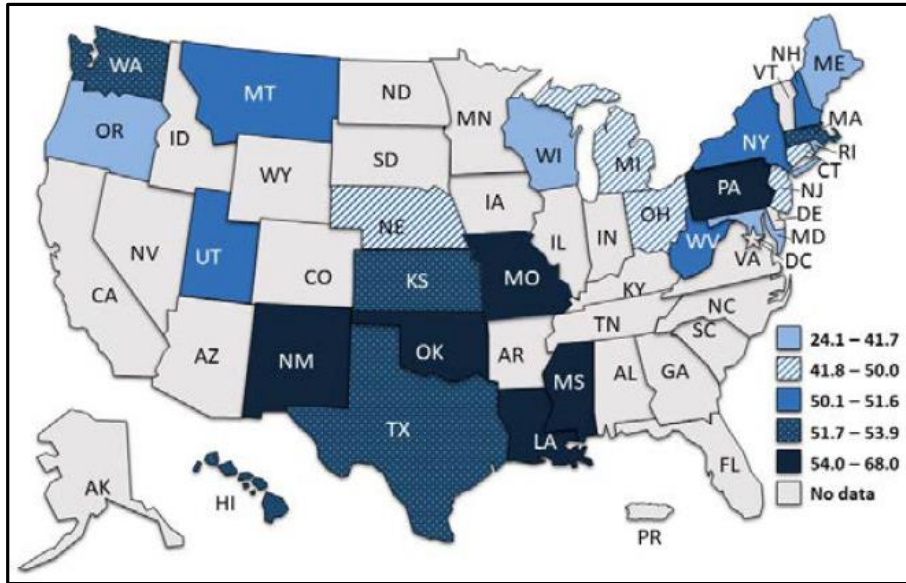 WA
MT
ND
MN
VT
NH
ME
OR
ID
WY
SD
WI
MI
NY
MA
RI
CT
NJ
DE
MD
DC
NE
IA
PA
OH
WV
VA
NV
UT
CO
KS
MO
IL
IN
KY
CA
AZ
NM
OK
AR
TN
NC
SC
MS
AL
GA
TX
LA
FL
AK
HI
PR
24.1 – 41.7
41.8 – 50.0
50.1 – 51.6
51.7 – 53.9
54.0 – 68.0
No data